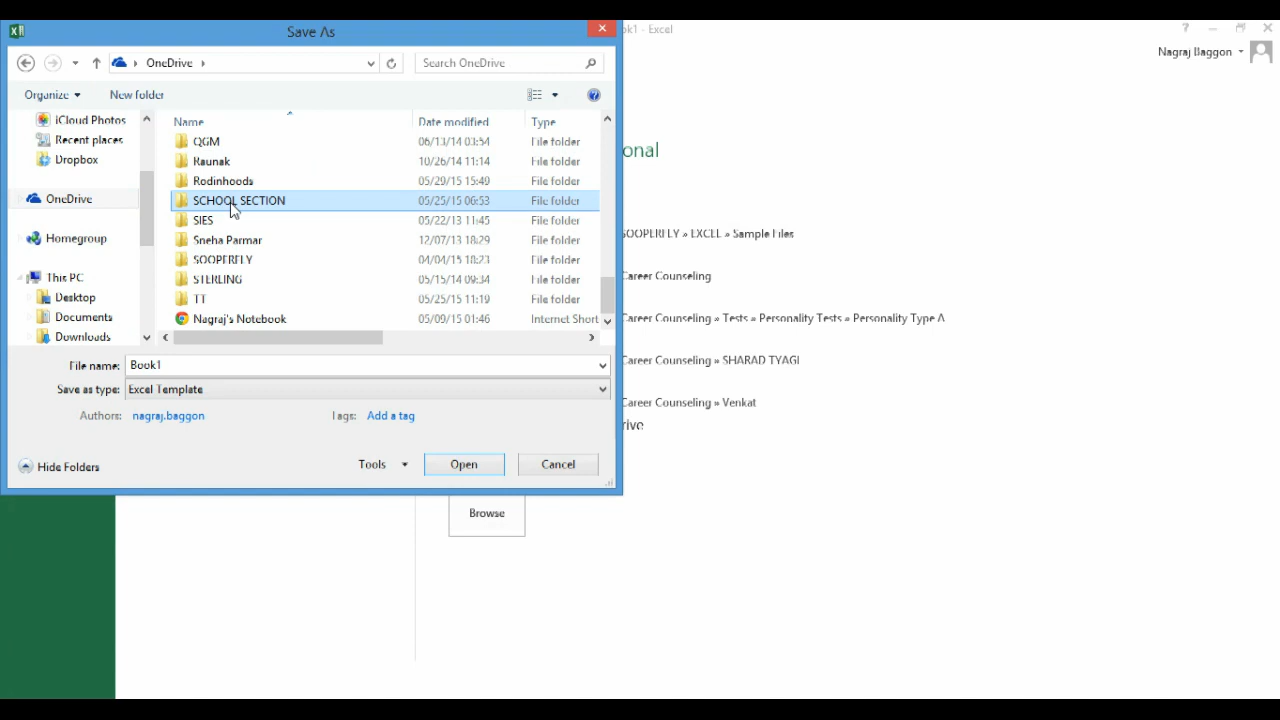 Save As
ok1 - Excel
?
Nagraj Baggon
OneDrive
Search OneDrive
Organize
New folder
iCloud Photos
Recent places
Dropbox
OneDrive
Homegroup
This PC
Desktop
Documents
Downloads
Name Date modified Type
QGM 06/13/14 03:54 File folder
Raunak 10/26/14 11:14 File folder
Rodinhoods 05/29/15 15:49 File folder
SCHOOL SECTION 05/25/15 06:53 File folder
SIES 05/22/13 11:45 File folder
Sneha Parmar 12/07/13 18:29 File folder
SOOPERFLY 04/04/15 18:23 File folder
STERLING 05/15/14 09:34 File folder
TT 05/25/15 11:19 File folder
Nagraj's Notebook 05/09/15 01:46 Internet Short
File name: Book1
Save as type: Excel Template
Authors: nagraj.baggon Tags: Add a tag
Hide Folders
Tools
Open
Cancel
onal
SOOPERFLY » EXCEL » Sample Files
Career Counseling
Career Counseling » Tests » Personality Tests » Personality Type A
Career Counseling » SHARAD TYAGI
Career Counseling » Venkat
rive
Browse